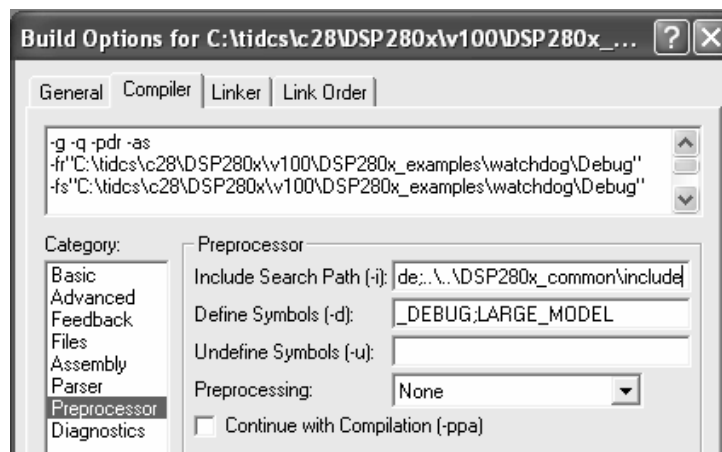 Build Options for C:\tidcs\c28\DSP280x\v100\DSP280x_...
General Compiler Linker Link Order
-g -q -pdr -as
-fr"C:\tidcs\c28\DSP280x\v100\DSP280x_examples\watchdog\Debug"
-fs"C:\tidcs\c28\DSP280x\v100\DSP280x_examples\watchdog\Debug"
Category:
Basic
Advanced
Feedback
Files
Assembly
Parser
Preprocessor
Diagnostics
Preprocessor
Include Search Path (-i): de;..\..\DSP280x_common\include
Define Symbols (-d): _DEBUG;LARGE_MODEL
Undefine Symbols (-u):
Preprocessing: None
Continue with Compilation (-ppa)